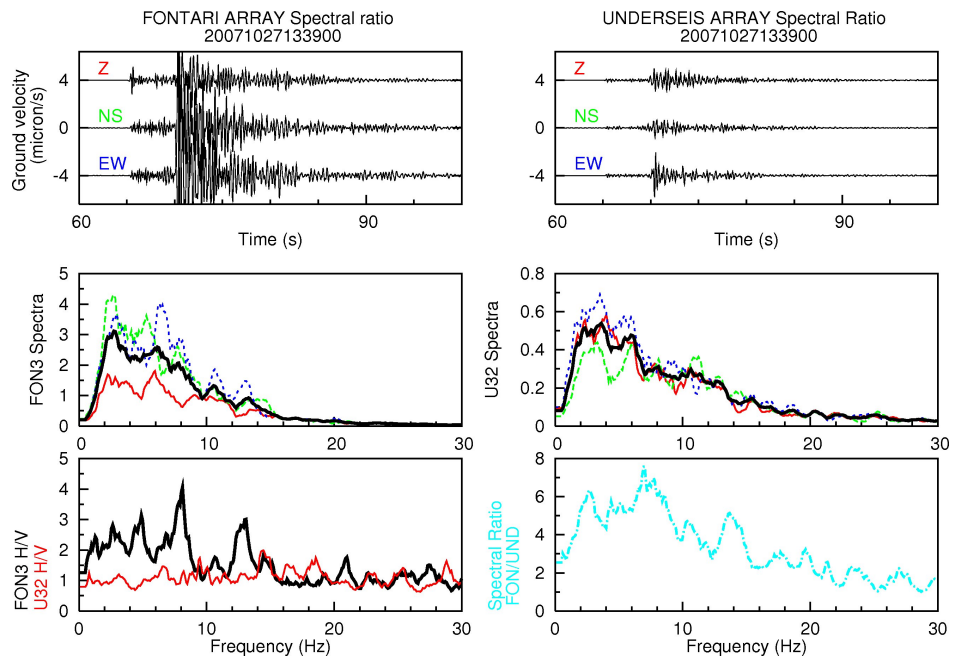 FONTARI ARRAY Spectral ratio
20071027133900
Ground velocity
(micron/s)
4
0
-4
Z
NS
EW
60
90
Time (s)
UNDERSEIS ARRAY Spectral Ratio
20071027133900
4
0
-4
Z
NS
EW
60
90
Time (s)
FON3 Spectra
5
4
3
2
1
0
0
10
20
30
U32 Spectra
0.8
0.6
0.4
0.2
0
0
10
20
30
FON3 H/V
U32 H/V
5
4
3
2
1
0
0
10
20
30
Frequency (Hz)
Spectral Ratio
FON/UND
8
6
4
2
0
0
10
20
30
Frequency (Hz)